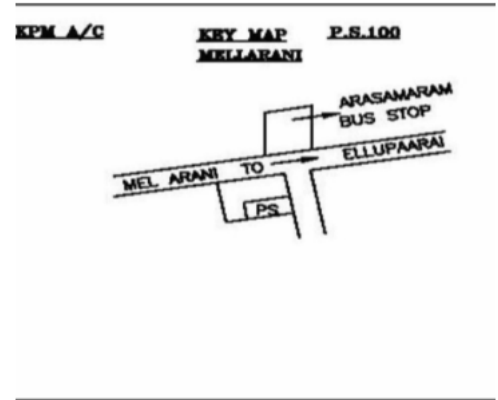 KPM A/C KEY MAP P.S.100
MELLARANI
ARASAMARAM
BUS STOP
MEL ARANI TO ELLUPAARAI
PS